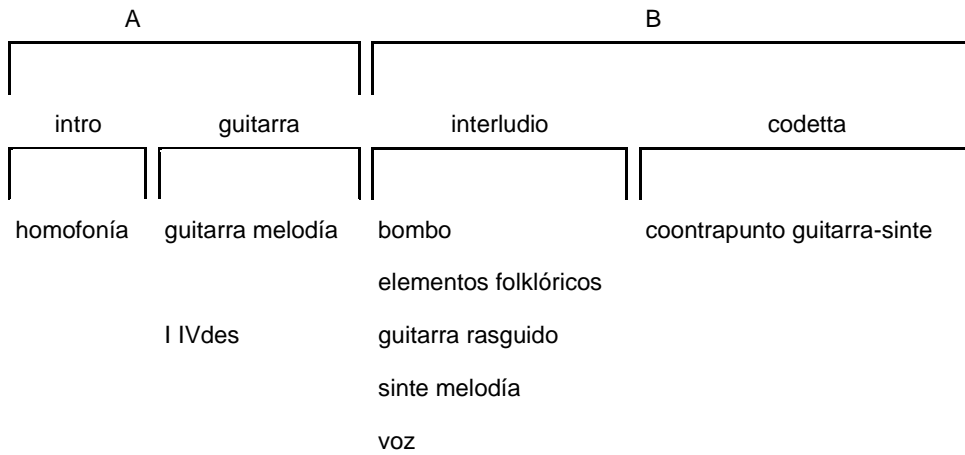 A B
intro guitarra interludio codetta
homofonía guitarra melodía bombo coontrapunto guitarra-sinte
elementos folklóricos
I IVdes guitarra rasguido
sinte melodía
voz